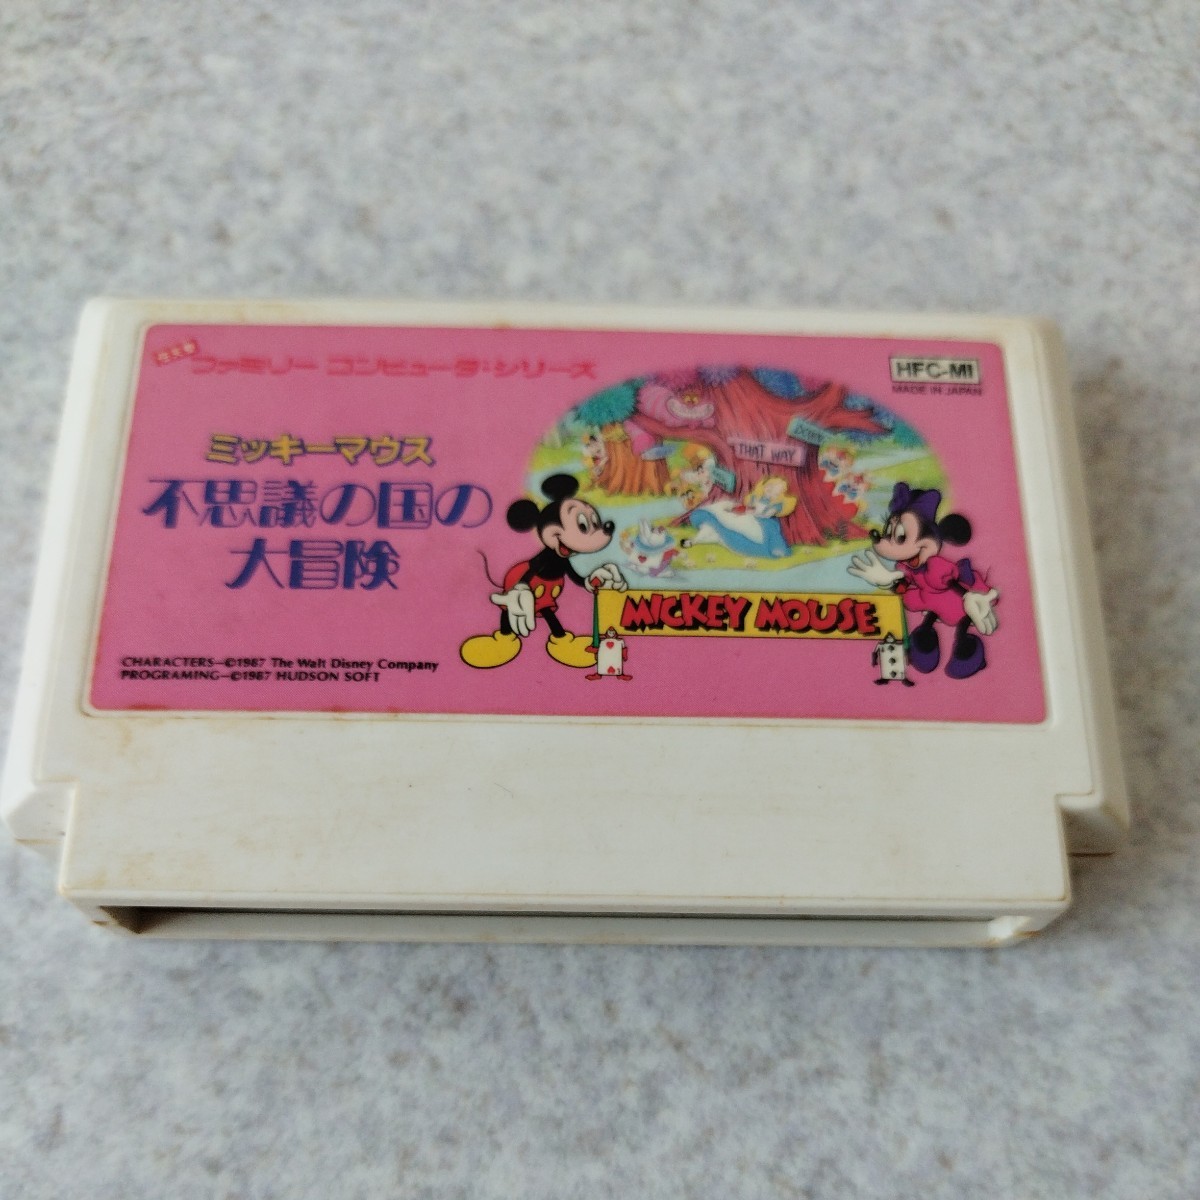 ファミリー コンピュータ・シリーズ
HFC-MI
MADE IN JAPAN
ミッキーマウス
不思議の国の
大冒険
THAT WAY
DOWN
MICKEY MOUSE
CHARACTERS—©1987 The Walt Disney Company
PROGRAMING—©1987 HUDSON SOFT